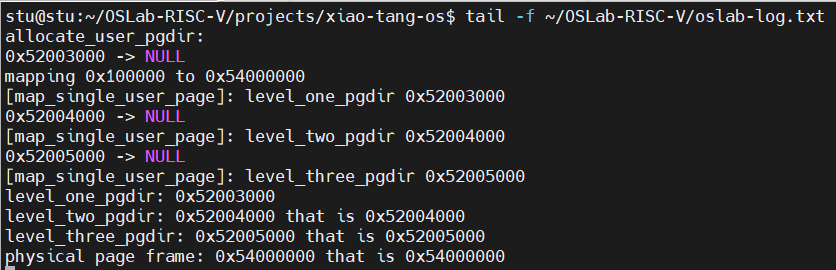 stu@stu:~/OSLab-RISC-V/projects/xiao-tang-os$ tail -f ~/OSLab-RISC-V/oslab-log.txt
allocate_user_pgdir:
0x52003000 -> NULL
mapping 0x100000 to 0x54000000
[map_single_user_page]: level_one_pgdir 0x52003000
0x52004000 -> NULL
[map_single_user_page]: level_two_pgdir 0x52004000
0x52005000 -> NULL
[map_single_user_page]: level_three_pgdir 0x52005000
level_one_pgdir: 0x52003000
level_two_pgdir: 0x52004000 that is 0x52004000
level_three_pgdir: 0x52005000 that is 0x52005000
physical page frame: 0x54000000 that is 0x54000000